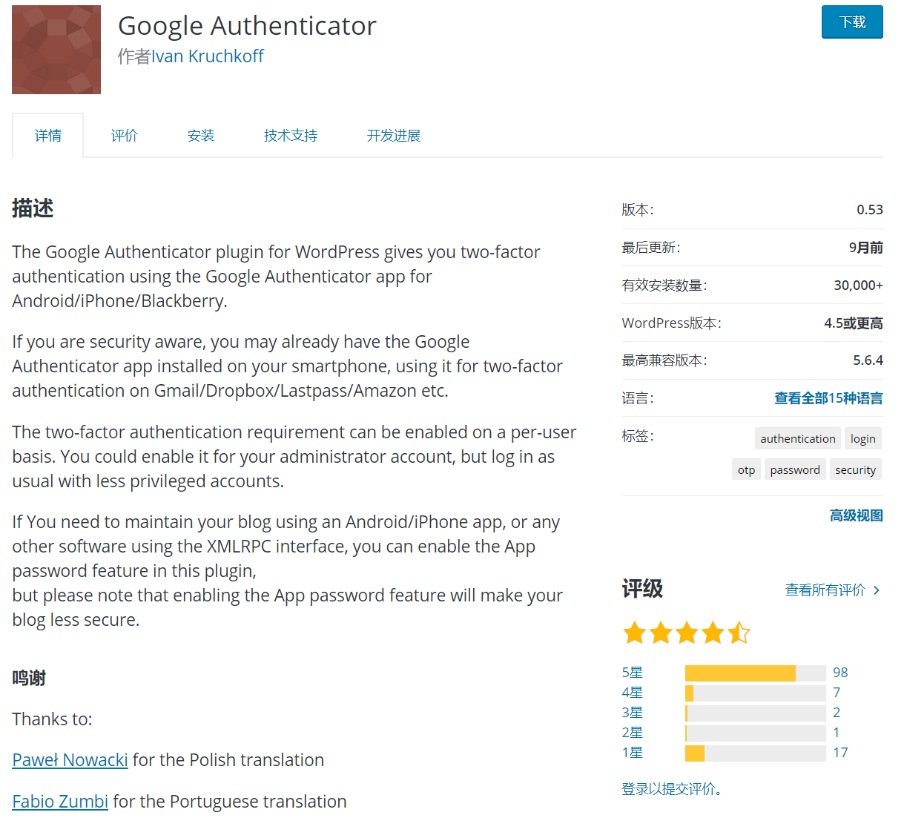 Google Authenticator
作者Ivan Kruchkoff
下载
详情
评价
安装
技术支持
开发进展
描述
The Google Authenticator plugin for WordPress gives you two-factor
authentication using the Google Authenticator app for
Android/iPhone/Blackberry.
If you are security aware, you may already have the Google
Authenticator app installed on your smartphone, using it for two-factor
authentication on Gmail/Dropbox/Lastpass/Amazon etc.
The two-factor authentication requirement can be enabled on a per-user
basis. You could enable it for your administrator account, but log in as
usual with less privileged accounts.
If You need to maintain your blog using an Android/iPhone app, or any
other software using the XMLRPC interface, you can enable the App
password feature in this plugin,
but please note that enabling the App password feature will make your
blog less secure.
鸣谢
Thanks to:
Paweł Nowacki for the Polish translation
Fabio Zumbi for the Portuguese translation
版本： 0.53
最后更新： 9月前
有效安装数量： 30,000+
WordPress版本： 4.5或更高
最高兼容版本： 5.6.4
语言： 查看全部15种语言
标签： authentication login
otp password security
高级视图
评级 查看所有评价
5星 98
4星 7
3星 2
2星 1
1星 17
登录以提交评价。